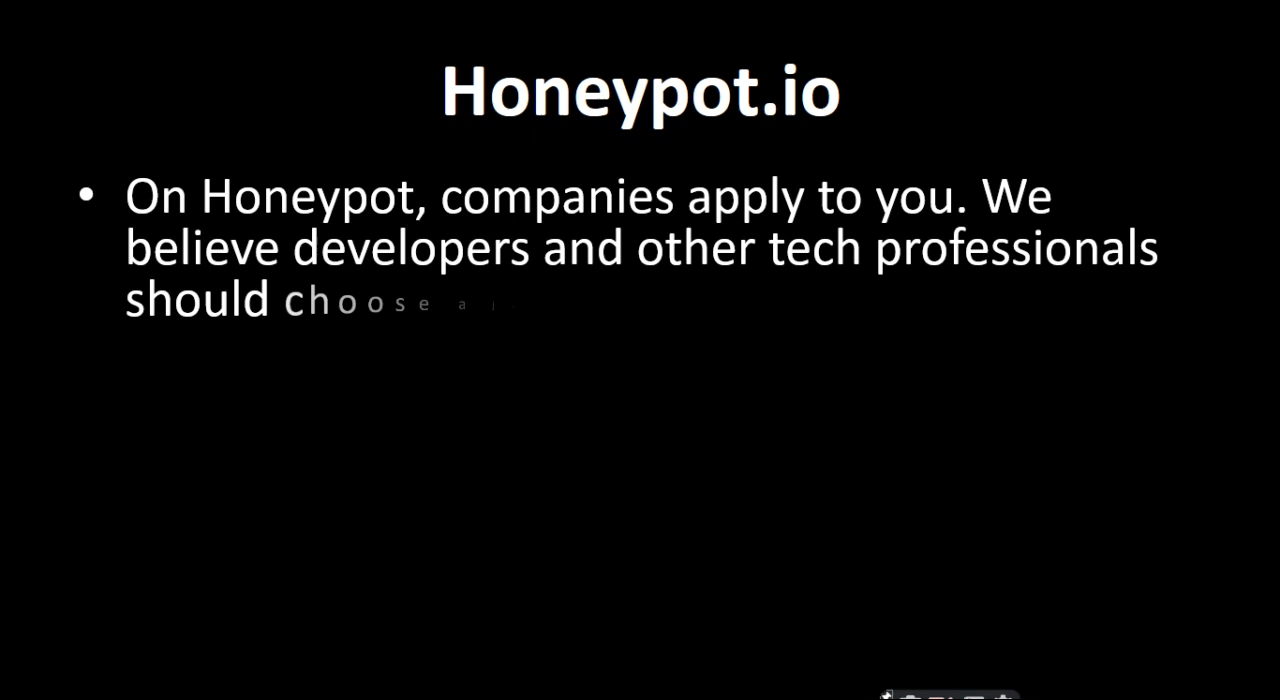 Honeypot.io
• On Honeypot, companies apply to you. We
believe developers and other tech professionals
should choose a